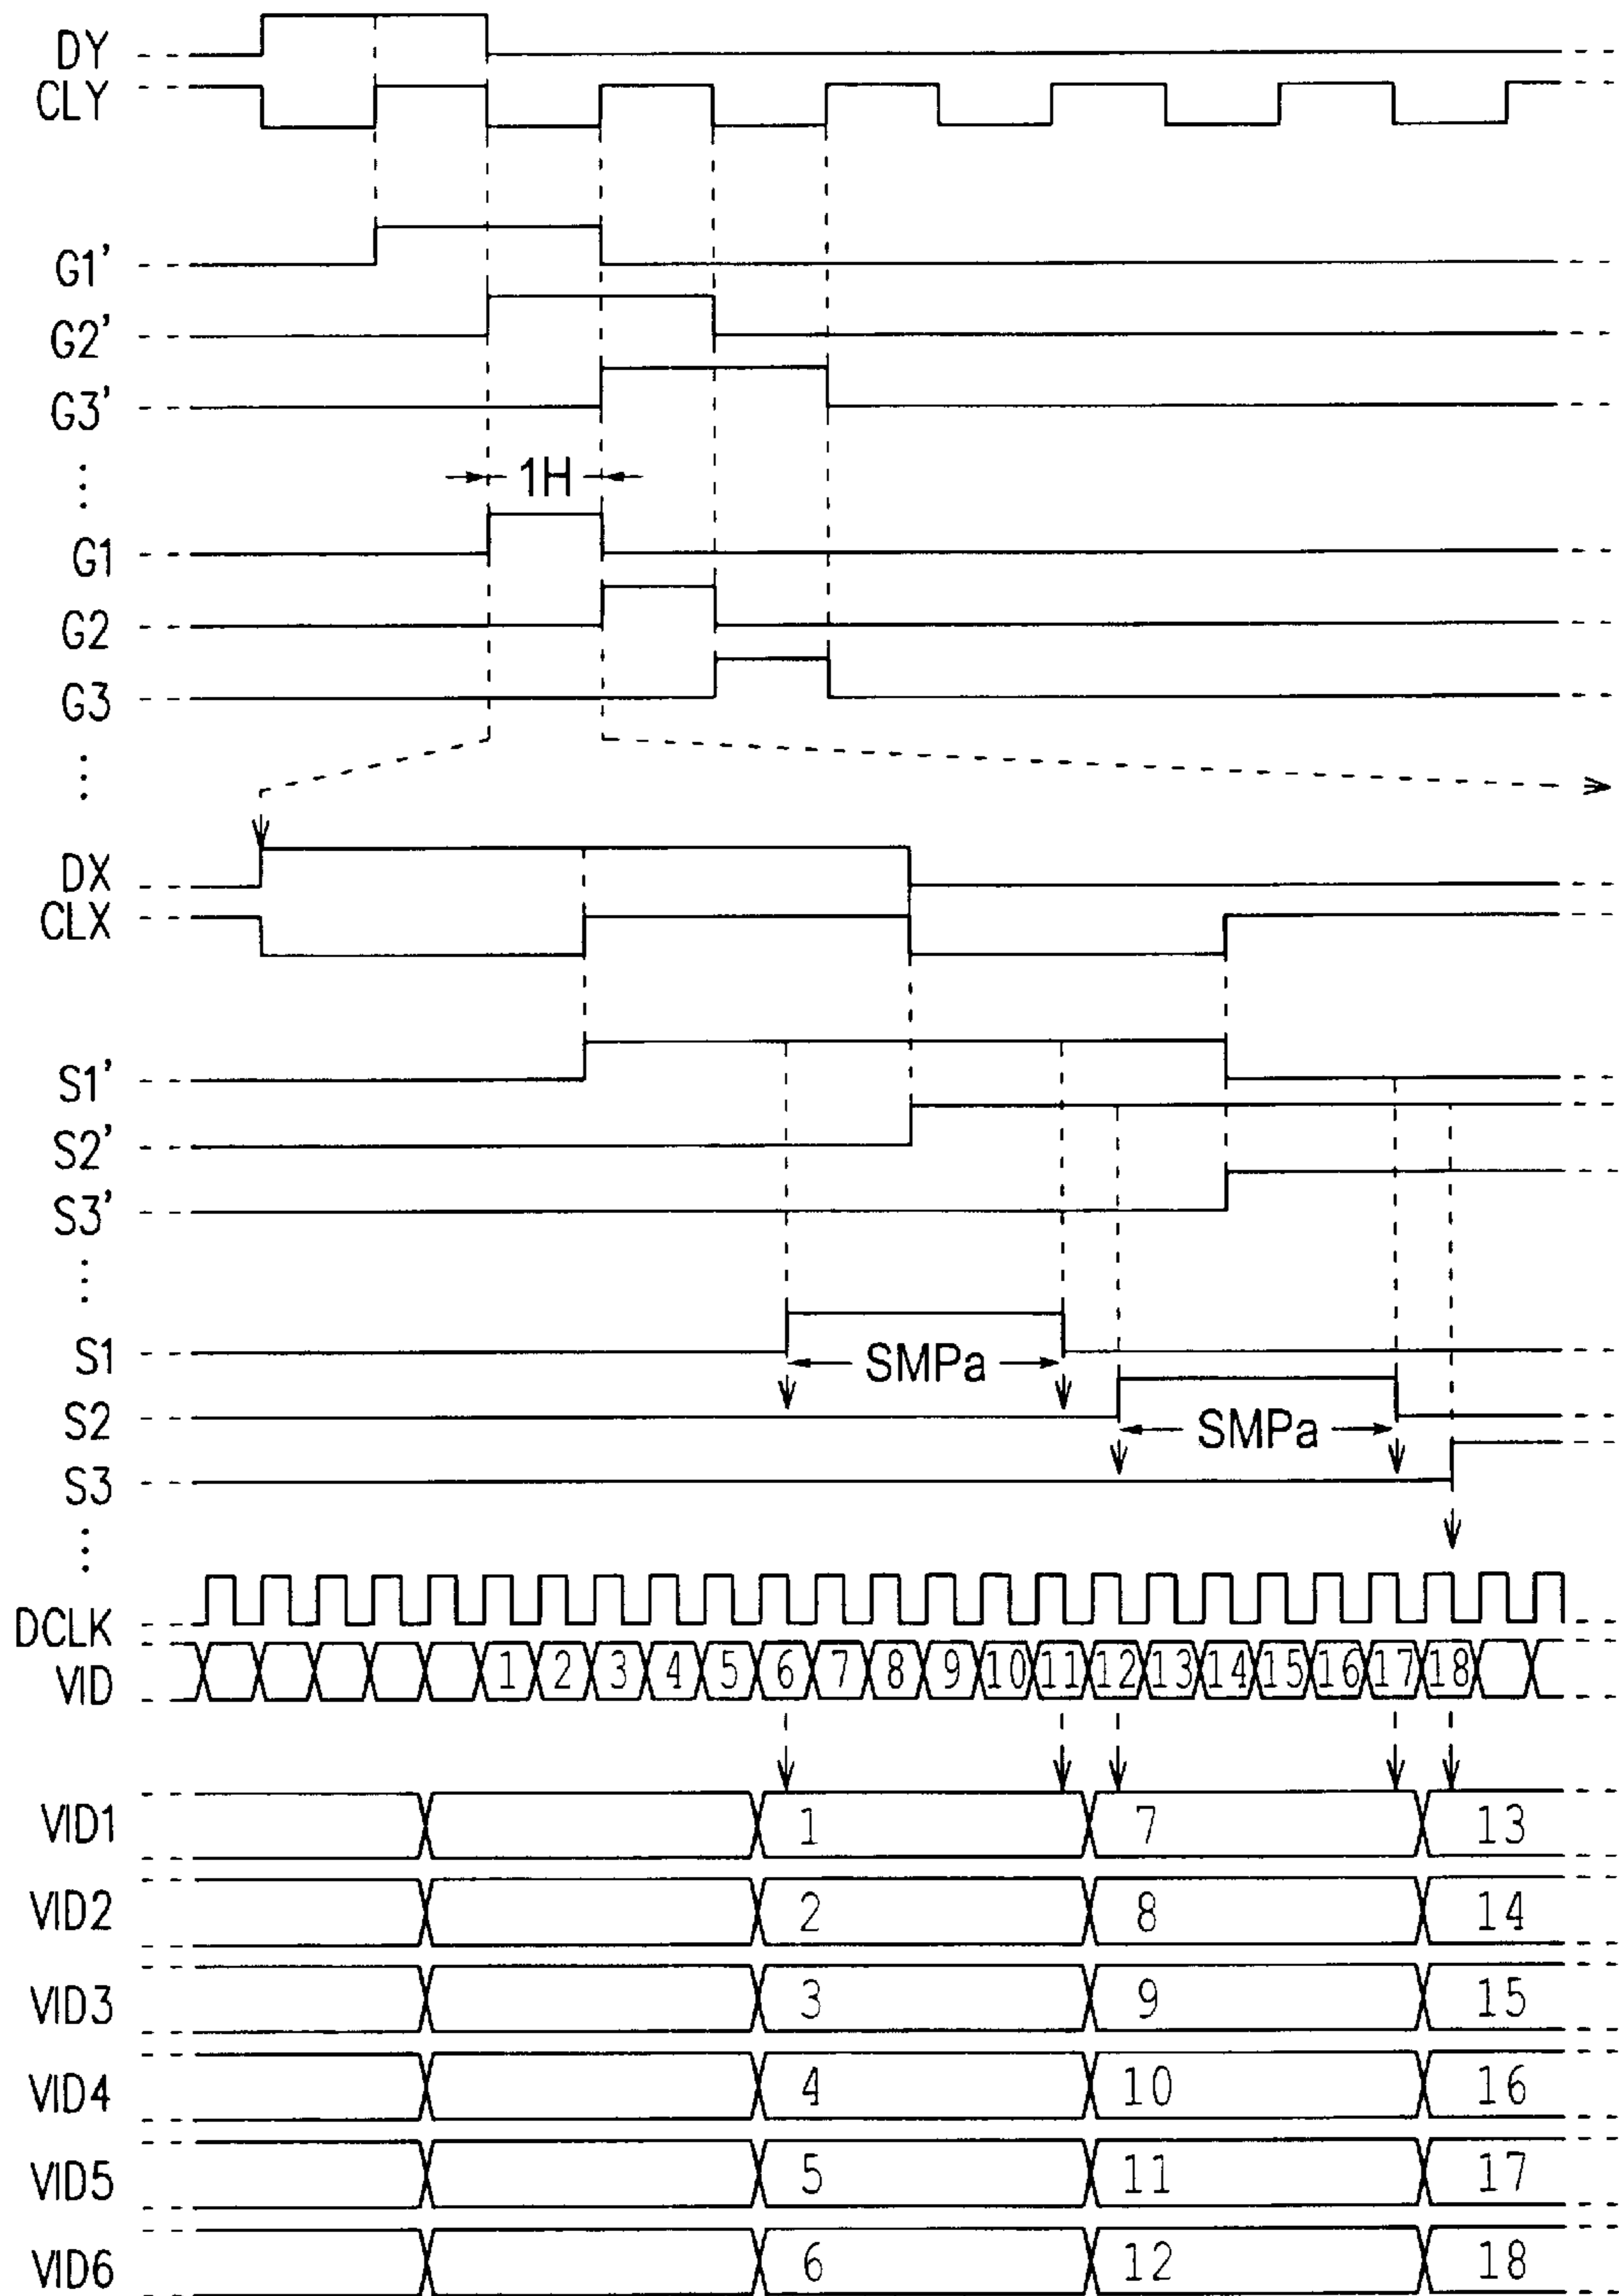 DY
CLY
G1'
G2'
G3'
⋮
1H
G1
G2
G3
⋮
DX
CLX
S1'
S2'
S3'
⋮
S1
SMPa
S2
SMPa
S3
⋮
DCLK
VID 1 2 3 4 5 6 7 8 9 10 11 12 13 14 15 16 17 18
VID1 1 7 13
VID2 2 8 14
VID3 3 9 15
VID4 4 10 16
VID5 5 11 17
VID6 6 12 18